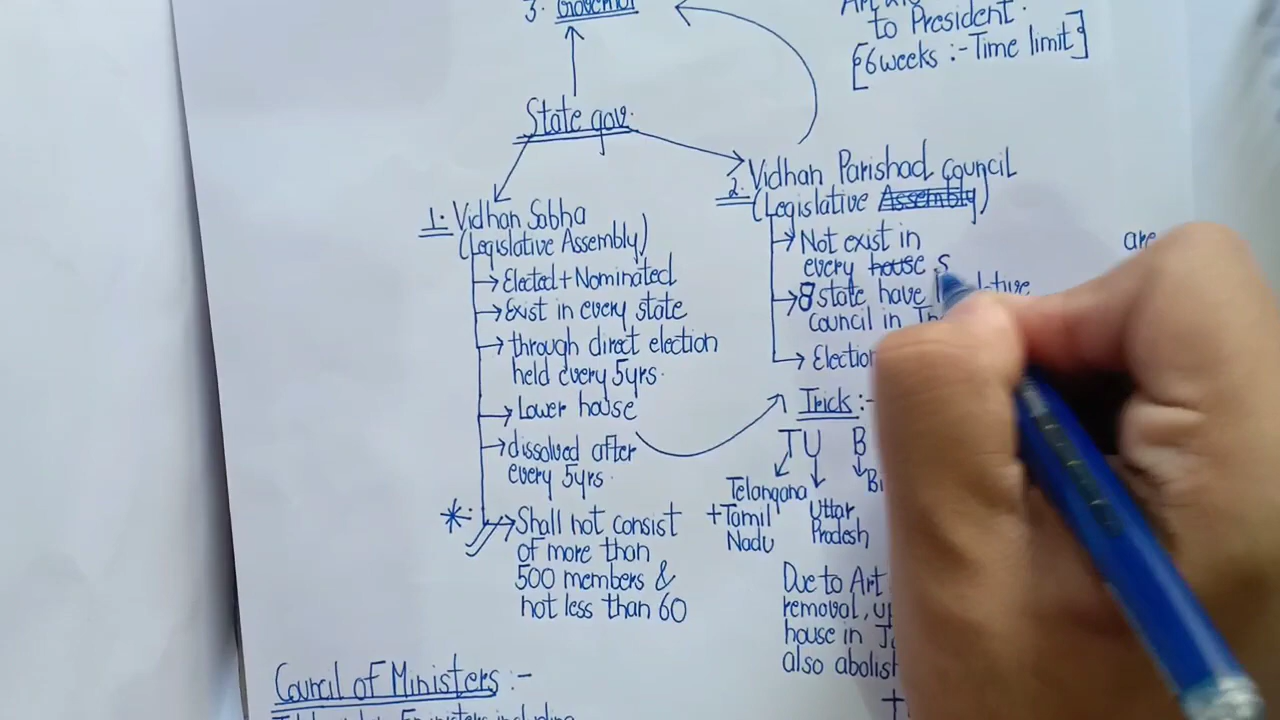 3. Governor
to President.
[6 weeks :- Time limit]
State gov.
1. Vidhan Sabha
(Legislative Assembly)
→ Elected + Nominated
→ Exist in every state
→ through direct election
held every 5yrs.
→ Lower house
→ dissolved after
every 5yrs.
*. → Shall not consist
of more than
500 members &
not less than 60
2. Vidhan Parishad Council
(Legislative Assembly)
→ Not exist in
every house S
are
→ 8 state have
council in
→ Election
Trick :-
T U B
Telangana
+ Tamil
Nadu
Uttar
Pradesh
Due to Art
removal,
house in
also abolish
Council of Ministers :-